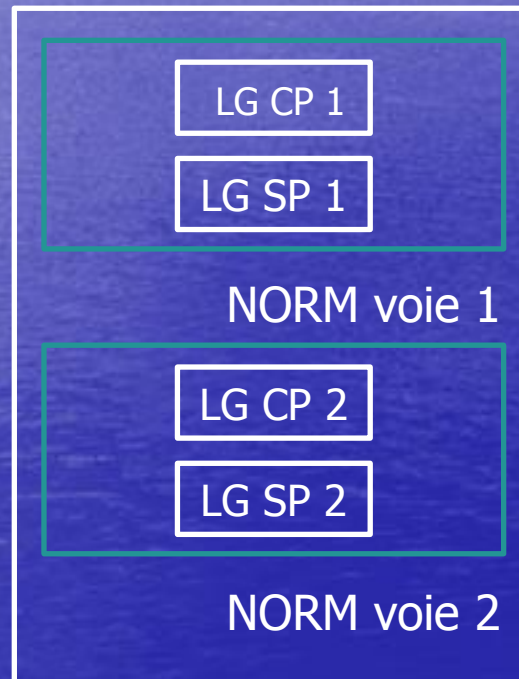 LG CP 1
LG SP 1
NORM voie 1
LG CP 2
LG SP 2
NORM voie 2